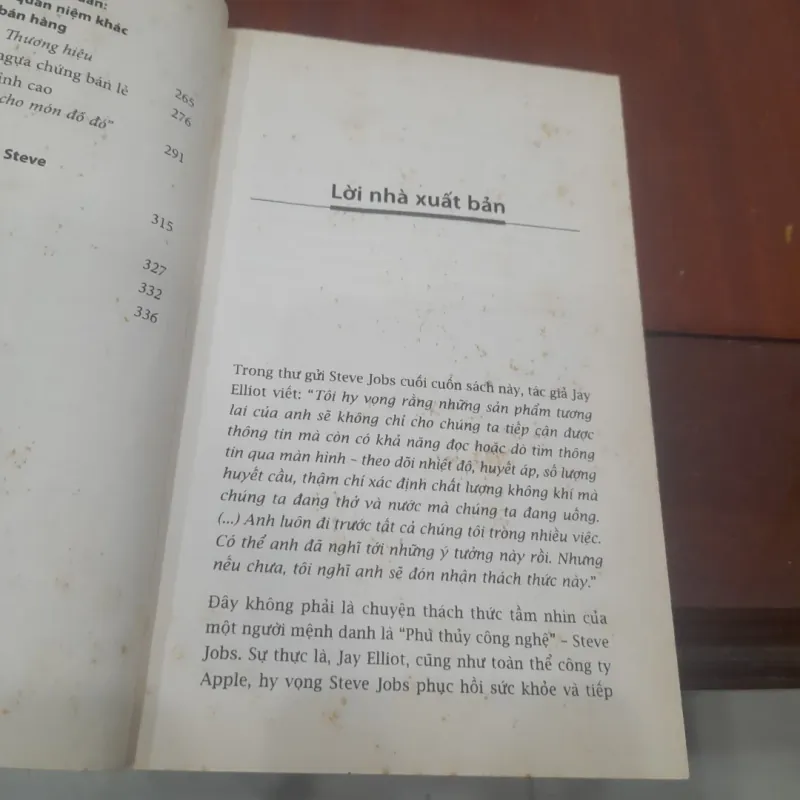 quan niệm khác
bán hàng
Thương hiệu
ngựa chứng bán lẻ
265
đỉnh cao
276
cho món đồ đó”
291
Steve
315
327
332
336
Lời nhà xuất bản
Trong thư gửi Steve Jobs cuối cuốn sách này, tác giả Jay
Elliot viết: “Tôi hy vọng rằng những sản phẩm tương
lai của anh sẽ không chỉ cho chúng ta tiếp cận được
thông tin mà còn có khả năng đọc hoặc dò tìm thông
tin qua màn hình – theo dõi nhiệt độ, huyết áp, số lượng
huyết cầu, thậm chí xác định chất lượng không khí mà
chúng ta đang thở và nước mà chúng ta đang uống.
(...) Anh luôn đi trước tất cả chúng tôi trong nhiều việc.
Có thể anh đã nghĩ tới những ý tưởng này rồi. Nhưng
nếu chưa, tôi nghĩ anh sẽ đón nhận thách thức này.”
Đây không phải là chuyện thách thức tầm nhìn của
một người mệnh danh là “Phù thủy công nghệ” – Steve
Jobs. Sự thực là, Jay Elliot, cũng như toàn thể công ty
Apple, hy vọng Steve Jobs phục hồi sức khỏe và tiếp